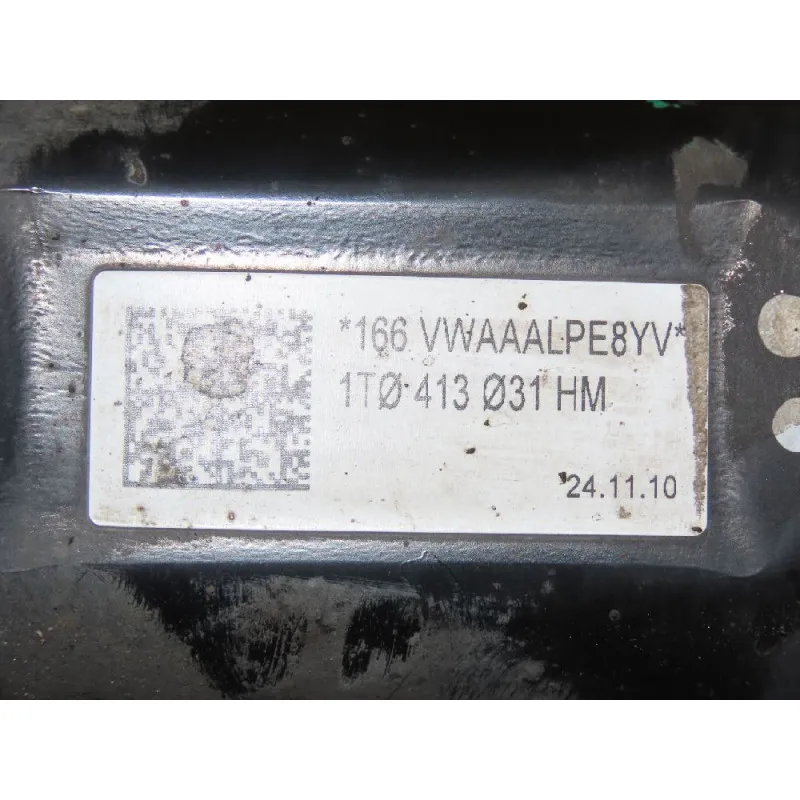 *166 VWAAALPE8YV*
1TØ 413 Ø31 HM
24.11.10